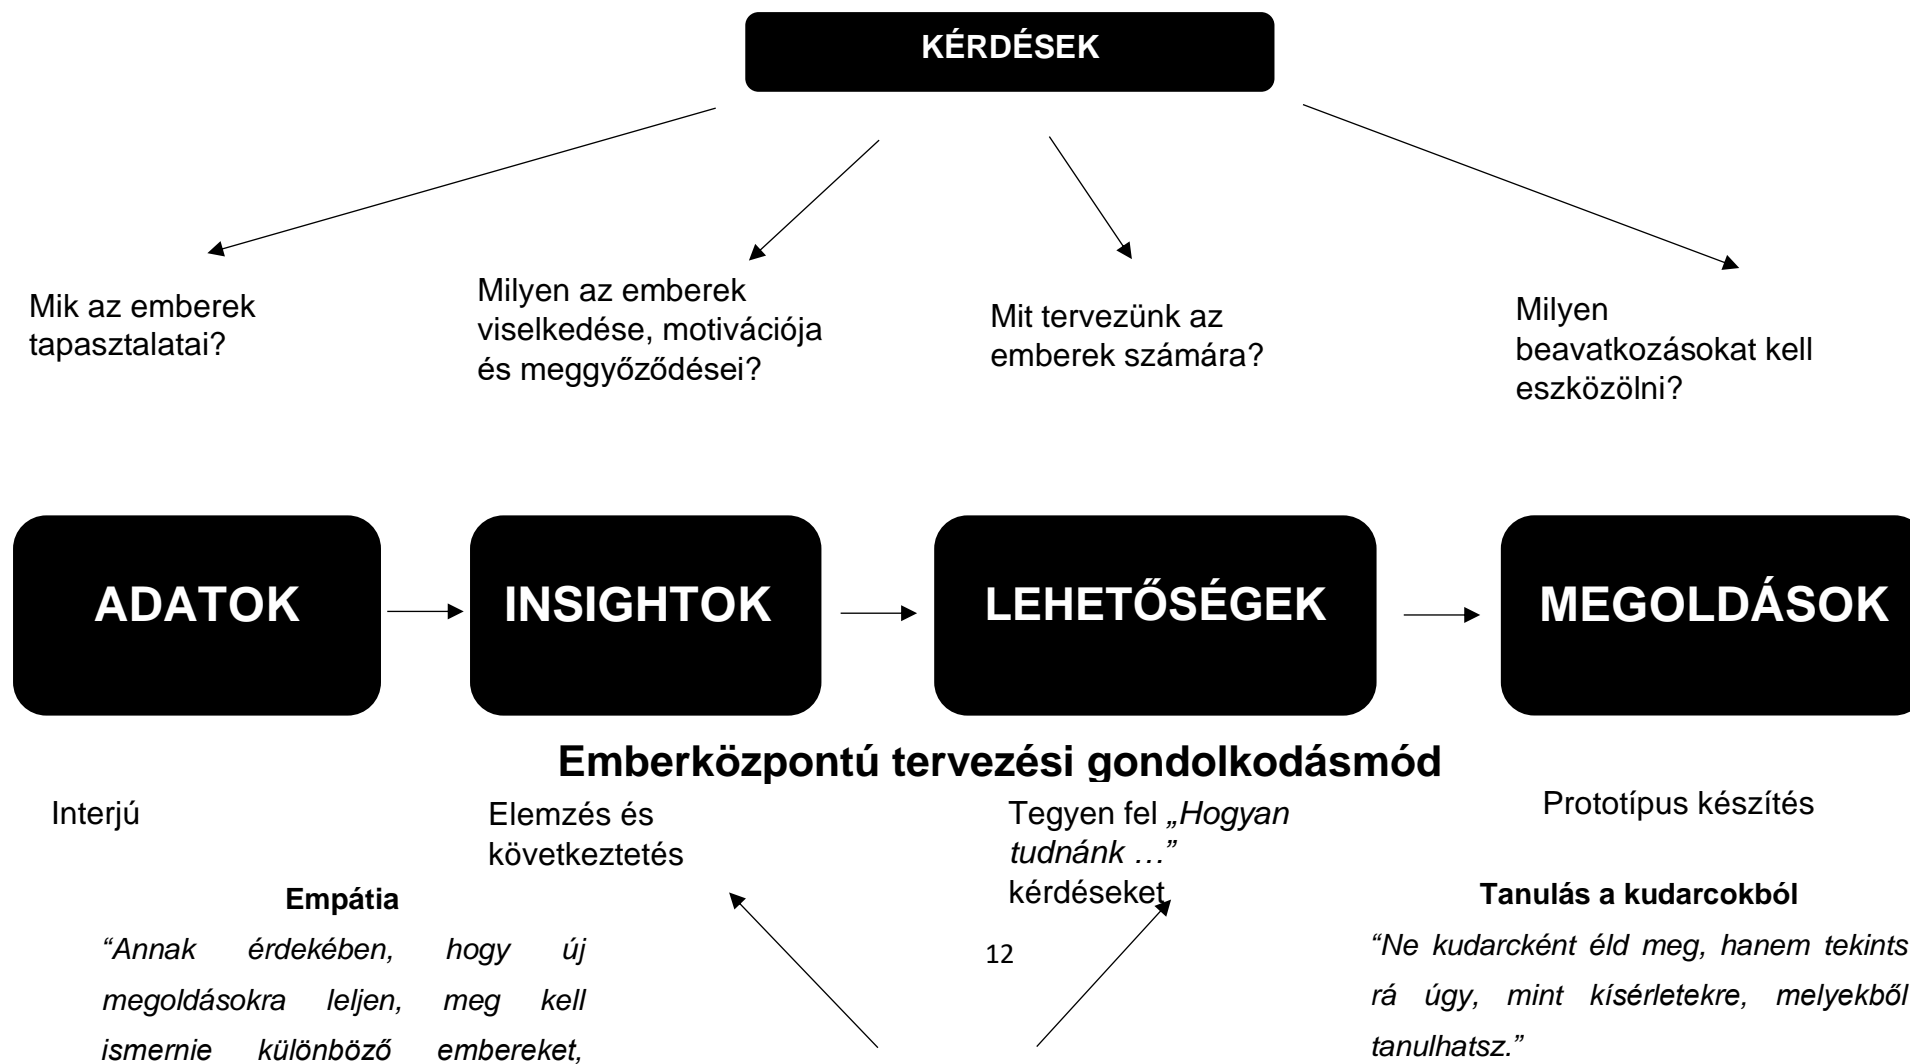 KÉRDÉSEK
Mik az emberek
tapasztalatai?
Milyen az emberek
viselkedése, motivációja
és meggyőződései?
Mit tervezünk az
emberek számára?
Milyen
beavatkozásokat kell
eszközölni?
ADATOK
INSIGHTOK
LEHETŐSÉGEK
MEGOLDÁSOK
Emberközpontú tervezési gondolkodásmód
Interjú
Elemzés és
következtetés
Tegyen fel „Hogyan
tudnánk …”
kérdéseket
Prototípus készítés
Empátia
“Annak érdekében, hogy új
megoldásokra leljen, meg kell
ismernie különböző embereket,
12
Tanulás a kudarcokból
“Ne kudarcként éld meg, hanem tekints
rá úgy, mint kísérletekre, melyekből
tanulhatsz.”